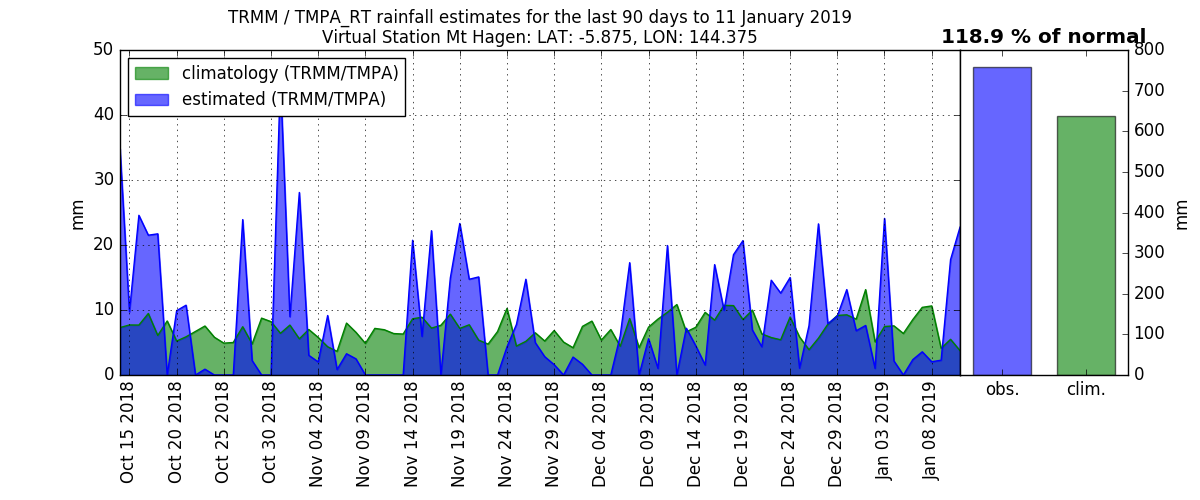 TRMM / TMPA_RT rainfall estimates for the last 90 days to 11 January 2019
Virtual Station Mt Hagen: LAT: -5.875, LON: 144.375
118.9 % of normal
climatology (TRMM/TMPA)
estimated (TRMM/TMPA)
50
40
30
20
10
0
mm
Oct 15 2018
Oct 20 2018
Oct 25 2018
Oct 30 2018
Nov 04 2018
Nov 09 2018
Nov 14 2018
Nov 19 2018
Nov 24 2018
Nov 29 2018
Dec 04 2018
Dec 09 2018
Dec 14 2018
Dec 19 2018
Dec 24 2018
Dec 29 2018
Jan 03 2019
Jan 08 2019
obs.
clim.
800
700
600
500
400
300
200
100
0
mm